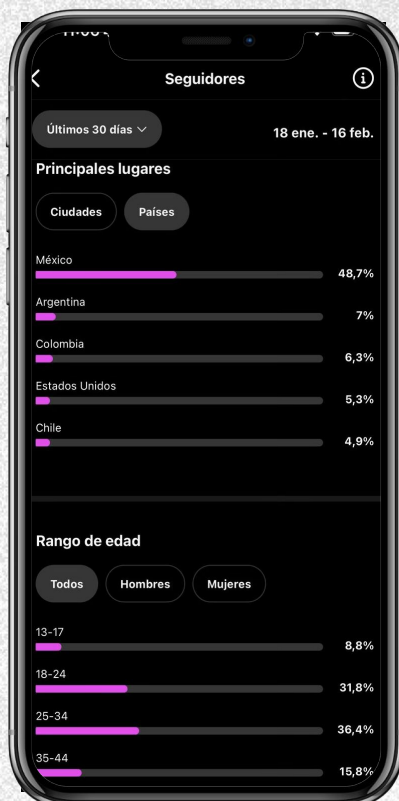 Seguidores
Últimos 30 días
18 ene. - 16 feb.
Principales lugares
Ciudades
Países
México
48,7%
Argentina
7%
Colombia
6,3%
Estados Unidos
5,3%
Chile
4,9%
Rango de edad
Todos
Hombres
Mujeres
13-17
8,8%
18-24
31,8%
25-34
36,4%
35-44
15,8%